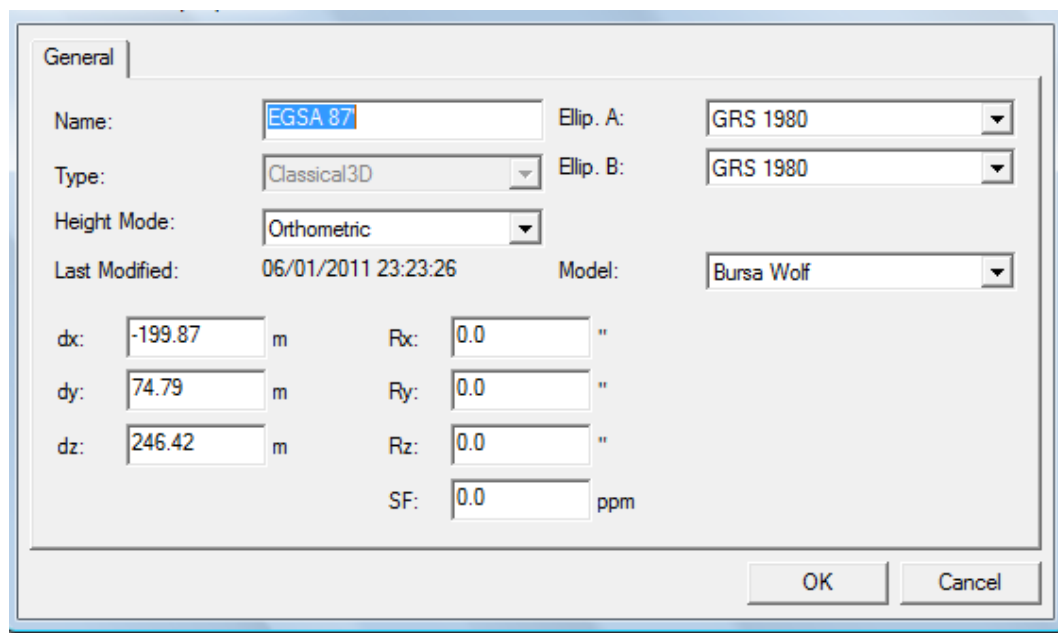 General
Name: EGSA 87' Ellip. A: GRS 1980
Type: Classical3D Ellip. B: GRS 1980
Height Mode: Orthometric
Last Modified: 06/01/2011 23:23:26 Model: Bursa Wolf
dx: -199.87 m Rx: 0.0 "
dy: 74.79 m Ry: 0.0 "
dz: 246.42 m Rz: 0.0 "
SF: 0.0 ppm
OK Cancel